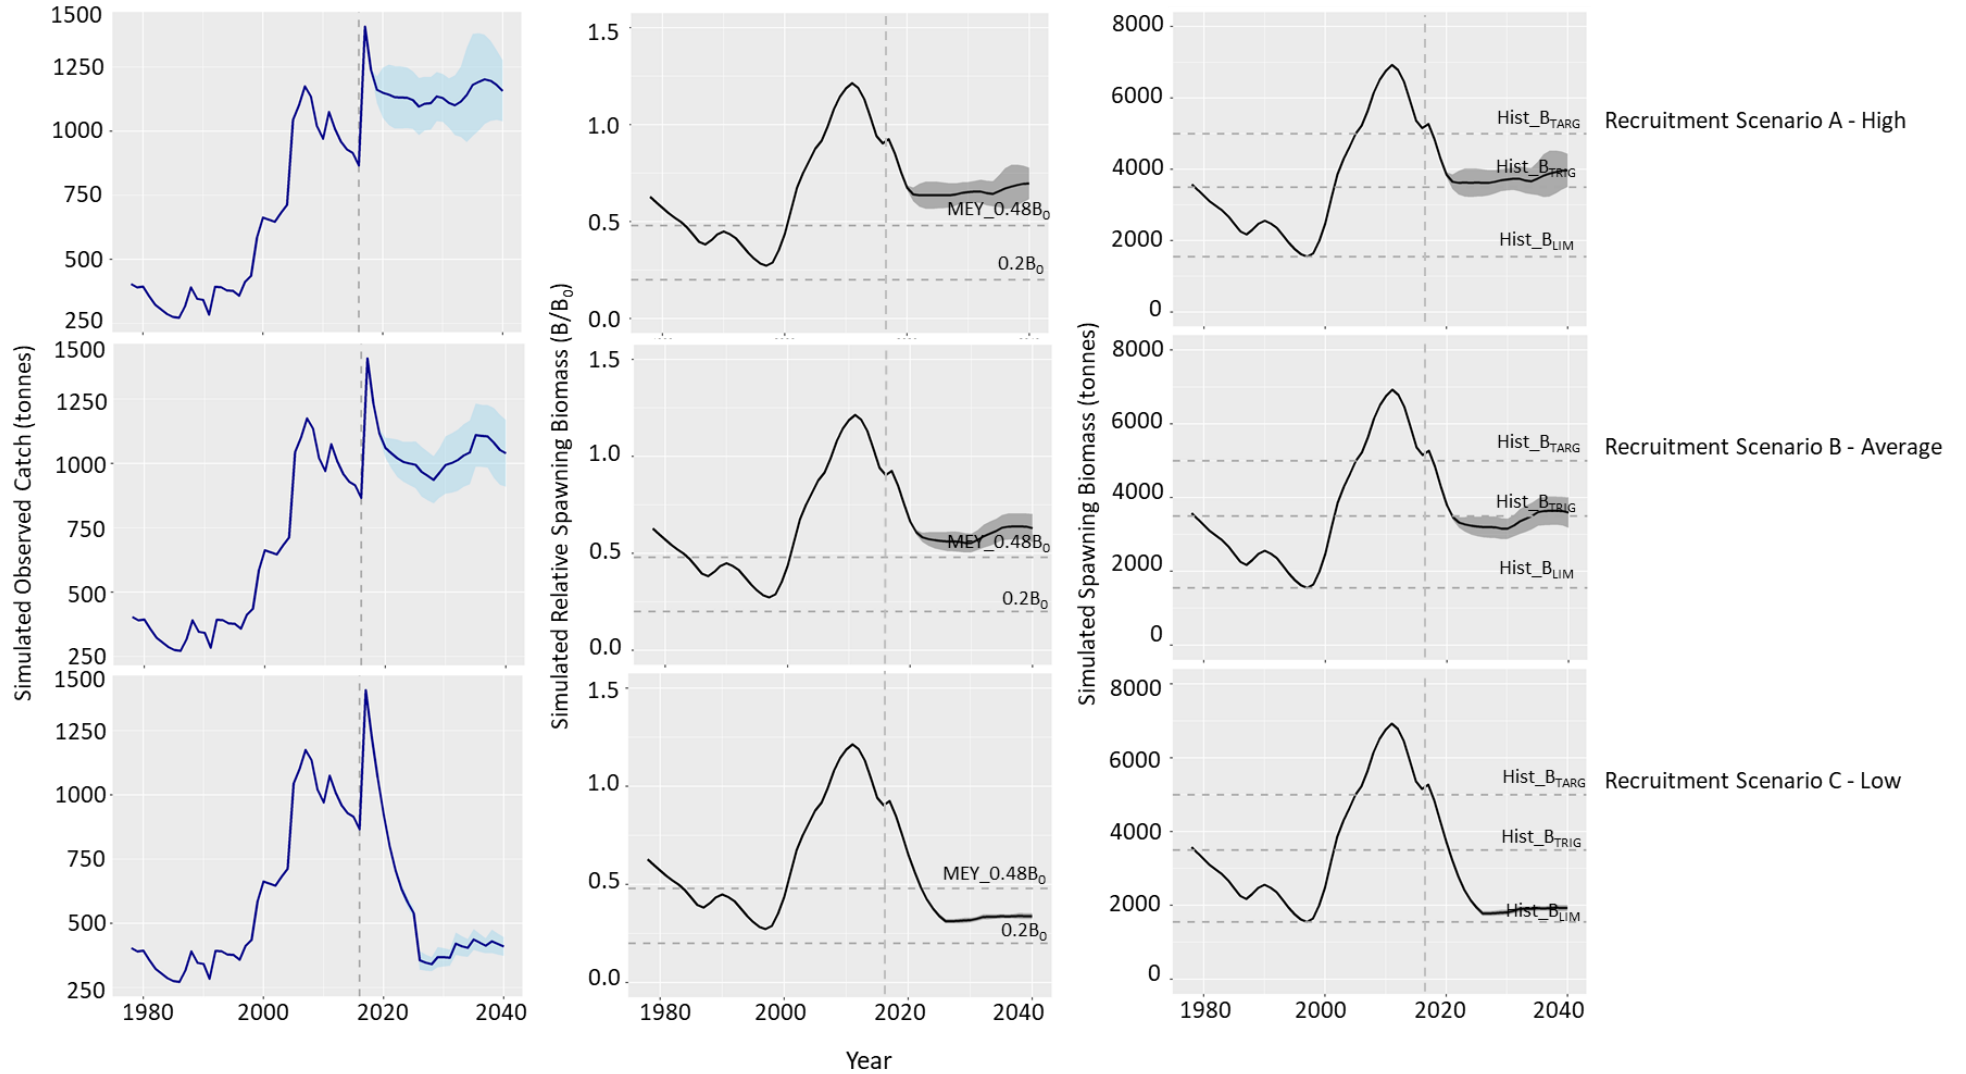 Simulated Observed Catch (tonnes)
1500
1250
1000
750
500
250
1500
1250
1000
750
500
250
1500
1250
1000
750
500
250
1980
2000
2020
2040
Simulated Relative Spawning Biomass (B/B0)
1.5
1.0
0.5
0.0
MEY_0.48B0
0.2B0
1.5
1.0
0.5
0.0
MEY_0.48B0
0.2B0
1.5
1.0
0.5
0.0
MEY_0.48B0
0.2B0
1980
2000
2020
2040
Year
Simulated Spawning Biomass (tonnes)
8000
6000
4000
2000
0
Hist_BTARG
Hist_BTRIG
Hist_BLIM
8000
6000
4000
2000
0
Hist_BTARG
Hist_BTRIG
Hist_BLIM
8000
6000
4000
2000
0
Hist_BTARG
Hist_BTRIG
Hist_BLIM
1980
2000
2020
2040
Recruitment Scenario A - High
Recruitment Scenario B - Average
Recruitment Scenario C - Low